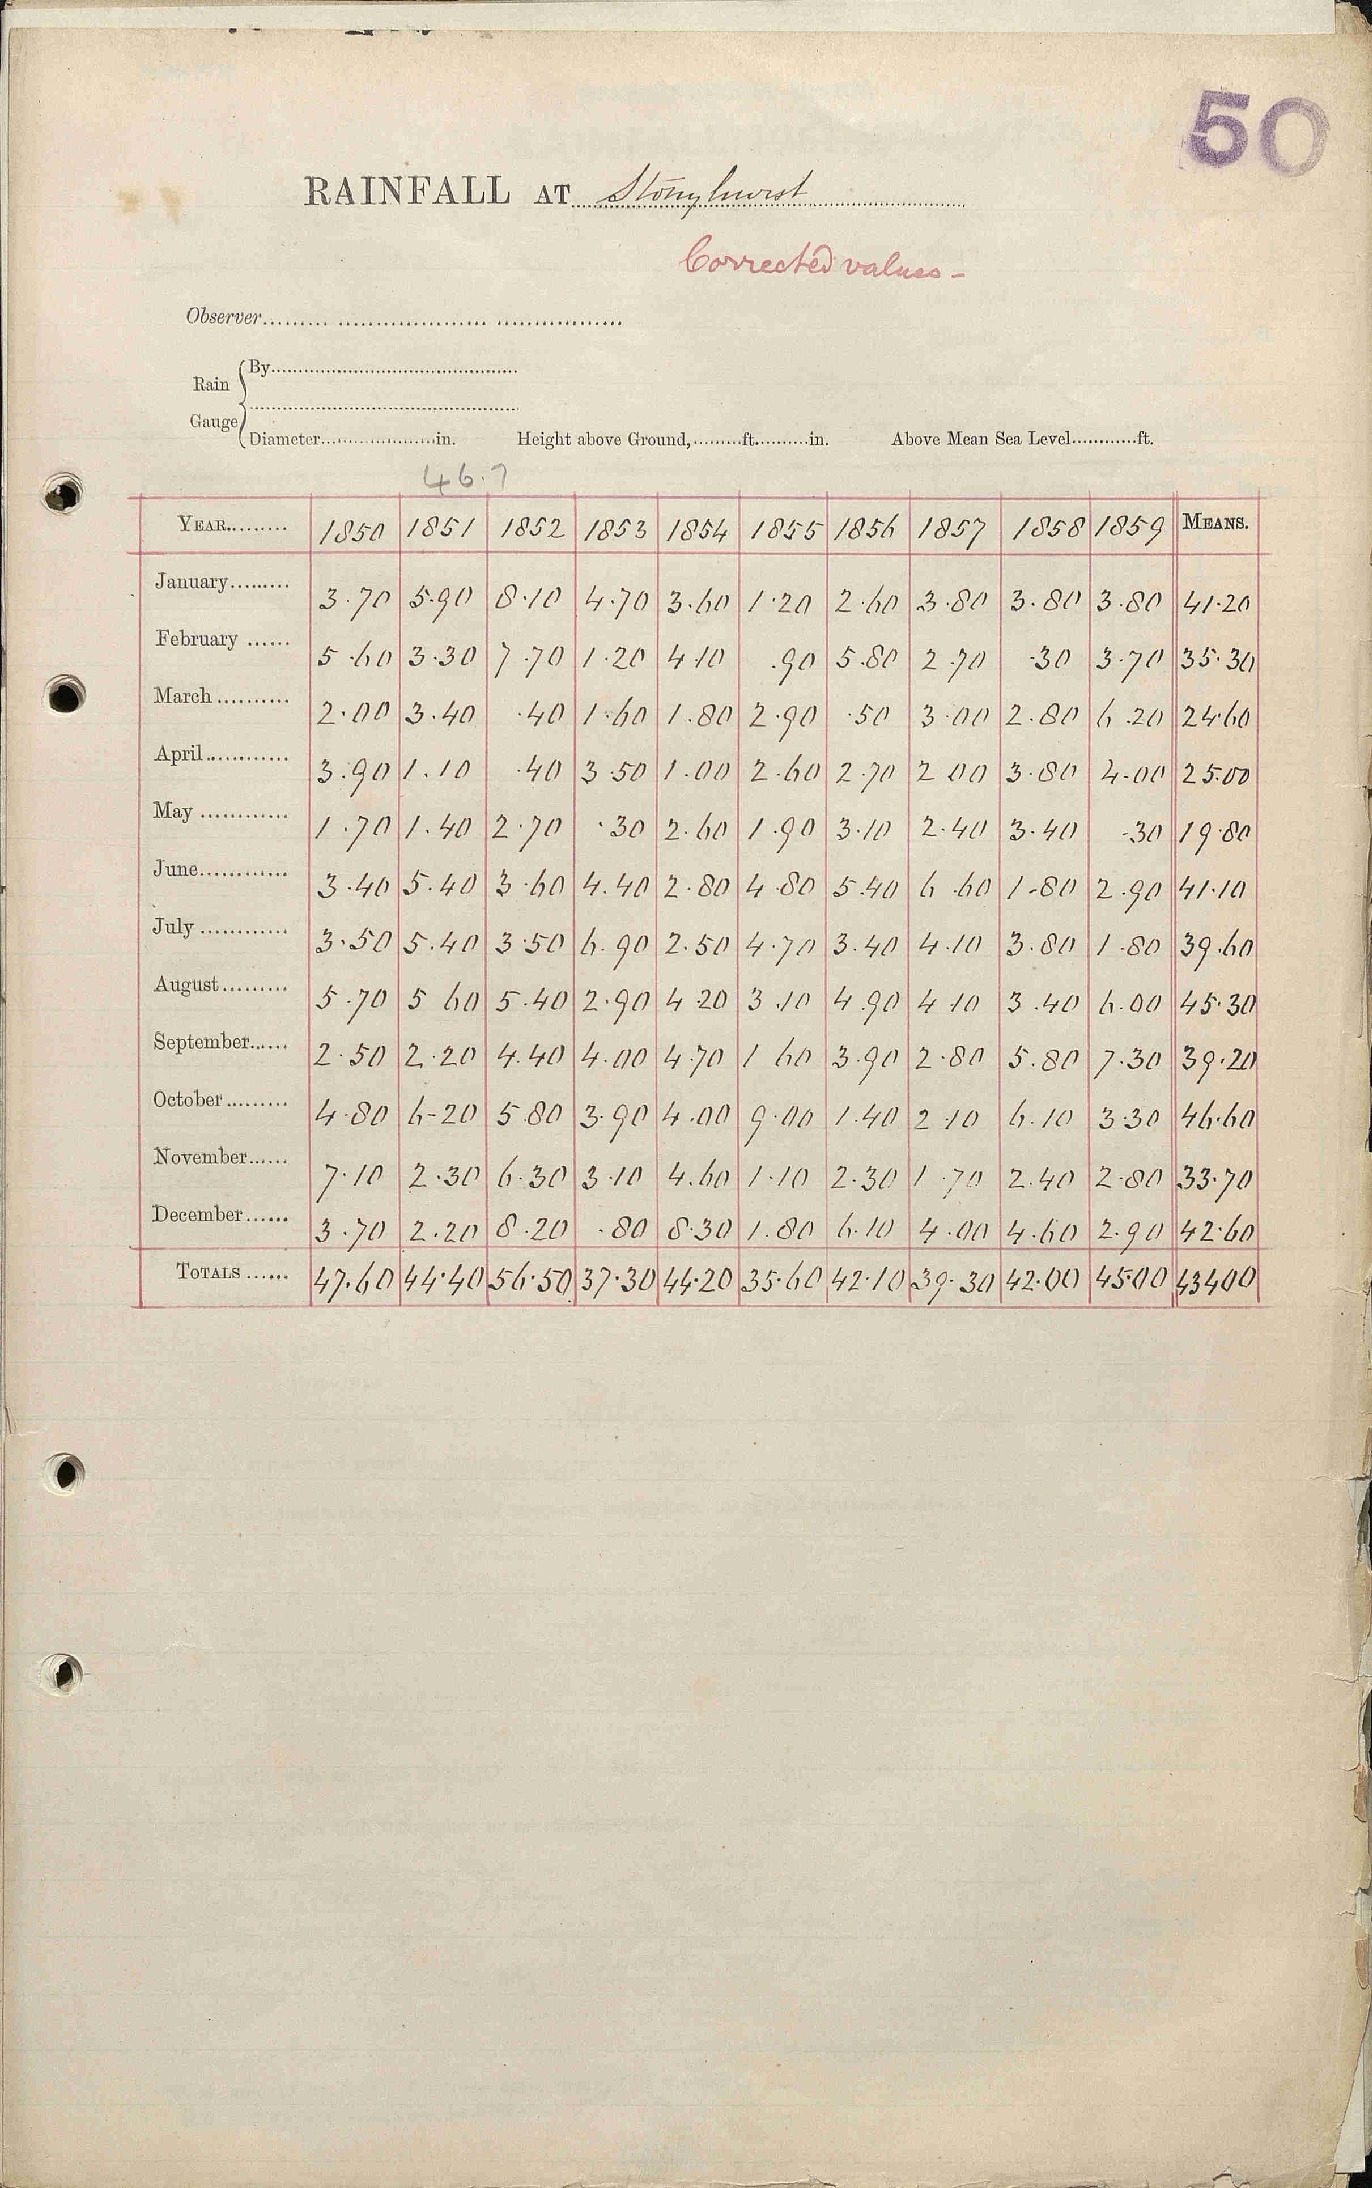 50
RAINFALL AT Stonyhurst
Corrected values -
Observer
Rain Gauge { By
Diameter in. Height above Ground, ft. in. Above Mean Sea Level ft.
46.7
YEAR 1850 1851 1852 1853 1854 1855 1856 1857 1858 1859 MEANS.
January 3.70 5.90 8.10 4.70 3.60 1.20 2.60 3.80 3.80 3.80 41.20
February 5.60 3.30 7.70 1.20 4.10 .90 5.80 2.70 .30 3.70 35.30
March 2.00 3.40 .40 1.60 1.80 2.90 .50 3.00 2.80 6.20 24.60
April 3.90 1.10 .40 3.50 1.00 2.60 2.70 2.00 3.80 4.00 25.00
May 1.70 1.40 2.70 .30 2.60 1.90 3.10 2.40 3.40 .30 19.80
June 3.40 5.40 3.60 4.40 2.80 4.80 5.40 6.60 1.80 2.90 41.10
July 3.50 5.40 3.50 6.90 2.50 4.70 3.40 4.10 3.80 1.80 39.60
August 5.70 5.60 5.40 2.90 4.20 3.10 4.90 4.10 3.40 6.00 45.30
September 2.50 2.20 4.40 4.00 4.70 1.60 3.90 2.80 5.80 7.30 39.20
October 4.80 6.20 5.80 3.90 4.00 9.00 1.40 2.10 6.10 3.30 46.60
November 7.10 2.30 6.30 3.10 4.60 1.10 2.30 1.70 2.40 2.80 33.70
December 3.70 2.20 8.20 .80 8.30 1.80 6.10 4.00 4.60 2.90 42.60
TOTALS 47.60 44.40 56.50 37.30 44.20 35.60 42.10 39.30 42.00 45.00 434.00